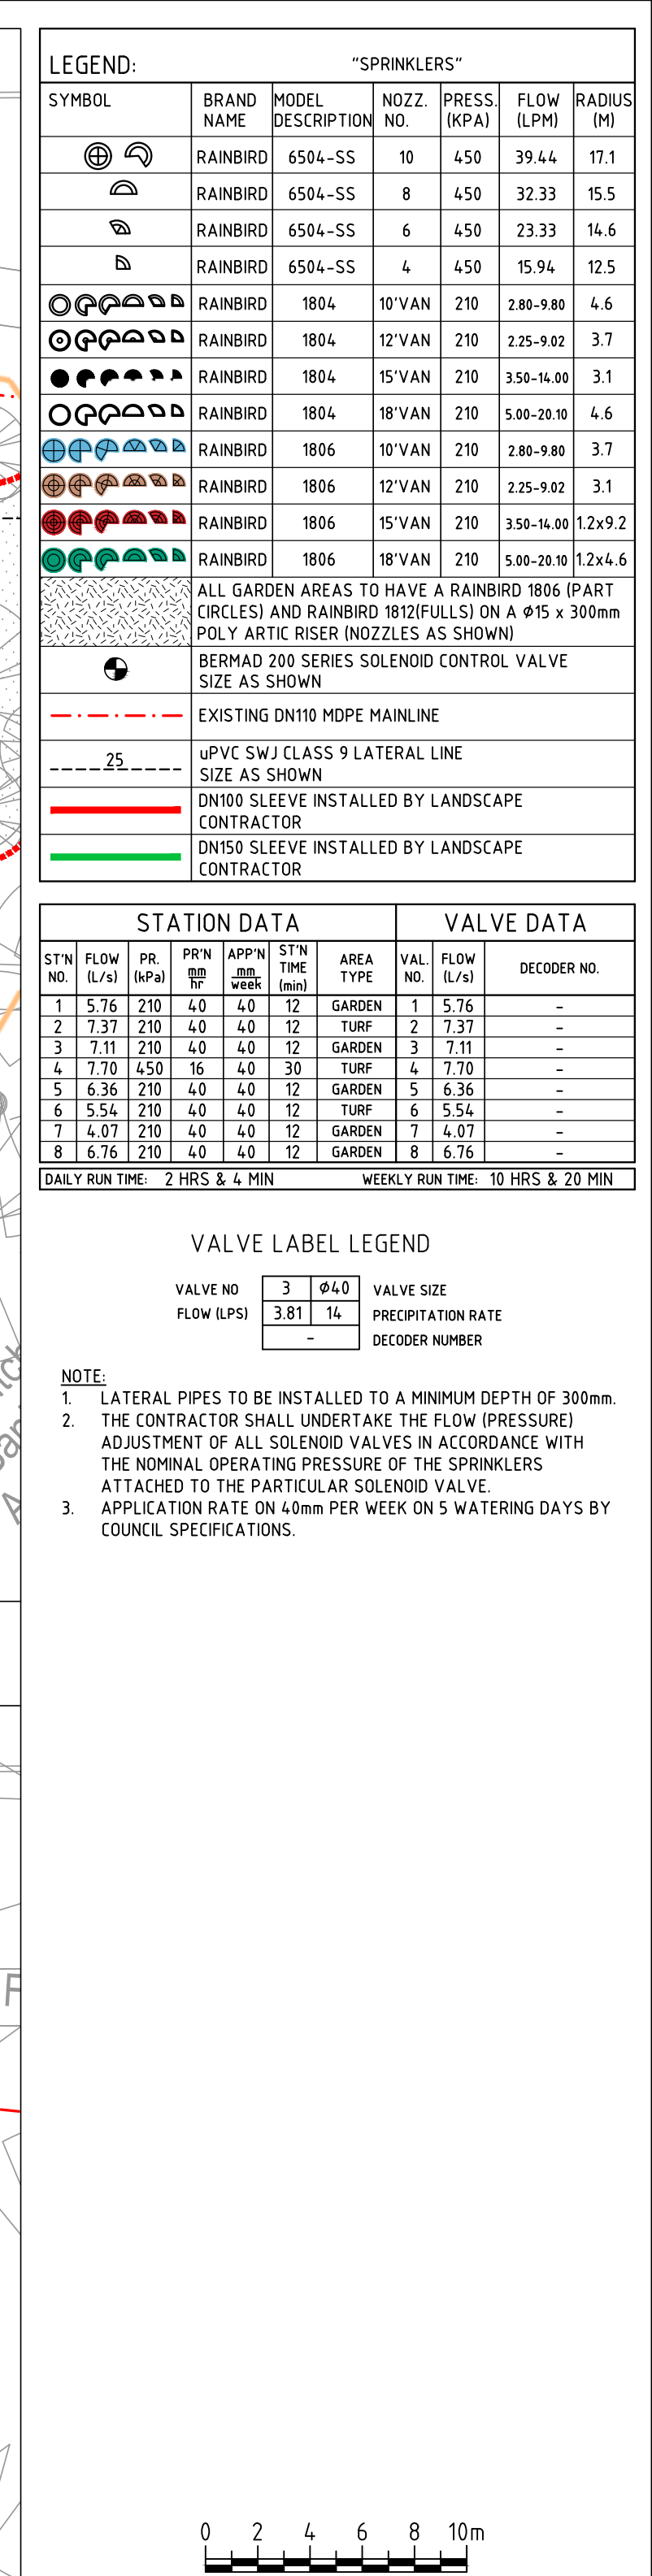 LEGEND: "SPRINKLERS"
SYMBOL BRAND NAME MODEL DESCRIPTION NOZZ. NO. PRESS. (KPA) FLOW (LPM) RADIUS (M)
RAINBIRD 6504-SS 10 450 39.44 17.1
RAINBIRD 6504-SS 8 450 32.33 15.5
RAINBIRD 6504-SS 6 450 23.33 14.6
RAINBIRD 6504-SS 4 450 15.94 12.5
RAINBIRD 1804 10'VAN 210 2.80-9.80 4.6
RAINBIRD 1804 12'VAN 210 2.25-9.02 3.7
RAINBIRD 1804 15'VAN 210 3.50-14.00 3.1
RAINBIRD 1804 18'VAN 210 5.00-20.10 4.6
RAINBIRD 1806 10'VAN 210 2.80-9.80 3.7
RAINBIRD 1806 12'VAN 210 2.25-9.02 3.1
RAINBIRD 1806 15'VAN 210 3.50-14.00 1.2x9.2
RAINBIRD 1806 18'VAN 210 5.00-20.10 1.2x4.6
ALL GARDEN AREAS TO HAVE A RAINBIRD 1806 (PART
CIRCLES) AND RAINBIRD 1812(FULLS) ON A Ø15 x 300mm
POLY ARTIC RISER (NOZZLES AS SHOWN)
BERMAD 200 SERIES SOLENOID CONTROL VALVE
SIZE AS SHOWN
EXISTING DN110 MDPE MAINLINE
25 uPVC SWJ CLASS 9 LATERAL LINE
SIZE AS SHOWN
DN100 SLEEVE INSTALLED BY LANDSCAPE
CONTRACTOR
DN150 SLEEVE INSTALLED BY LANDSCAPE
CONTRACTOR
STATION DATA VALVE DATA
ST'N NO. FLOW (L/s) PR. (kPa) PR'N mm hr APP'N mm week ST'N TIME (min) AREA TYPE VAL. NO. FLOW (L/s) DECODER NO.
1 5.76 210 40 40 12 GARDEN 1 5.76 -
2 7.37 210 40 40 12 TURF 2 7.37 -
3 7.11 210 40 40 12 GARDEN 3 7.11 -
4 7.70 450 16 40 30 TURF 4 7.70 -
5 6.36 210 40 40 12 GARDEN 5 6.36 -
6 5.54 210 40 40 12 TURF 6 5.54 -
7 4.07 210 40 40 12 GARDEN 7 4.07 -
8 6.76 210 40 40 12 GARDEN 8 6.76 -
DAILY RUN TIME: 2 HRS & 4 MIN WEEKLY RUN TIME: 10 HRS & 20 MIN
VALVE LABEL LEGEND
VALVE NO 3 Ø40 VALVE SIZE
FLOW (LPS) 3.81 14 PRECIPITATION RATE
- DECODER NUMBER
NOTE:
1. LATERAL PIPES TO BE INSTALLED TO A MINIMUM DEPTH OF 300mm.
2. THE CONTRACTOR SHALL UNDERTAKE THE FLOW (PRESSURE)
ADJUSTMENT OF ALL SOLENOID VALVES IN ACCORDANCE WITH
THE NOMINAL OPERATING PRESSURE OF THE SPRINKLERS
ATTACHED TO THE PARTICULAR SOLENOID VALVE.
3. APPLICATION RATE ON 40mm PER WEEK ON 5 WATERING DAYS BY
COUNCIL SPECIFICATIONS.
0 2 4 6 8 10m